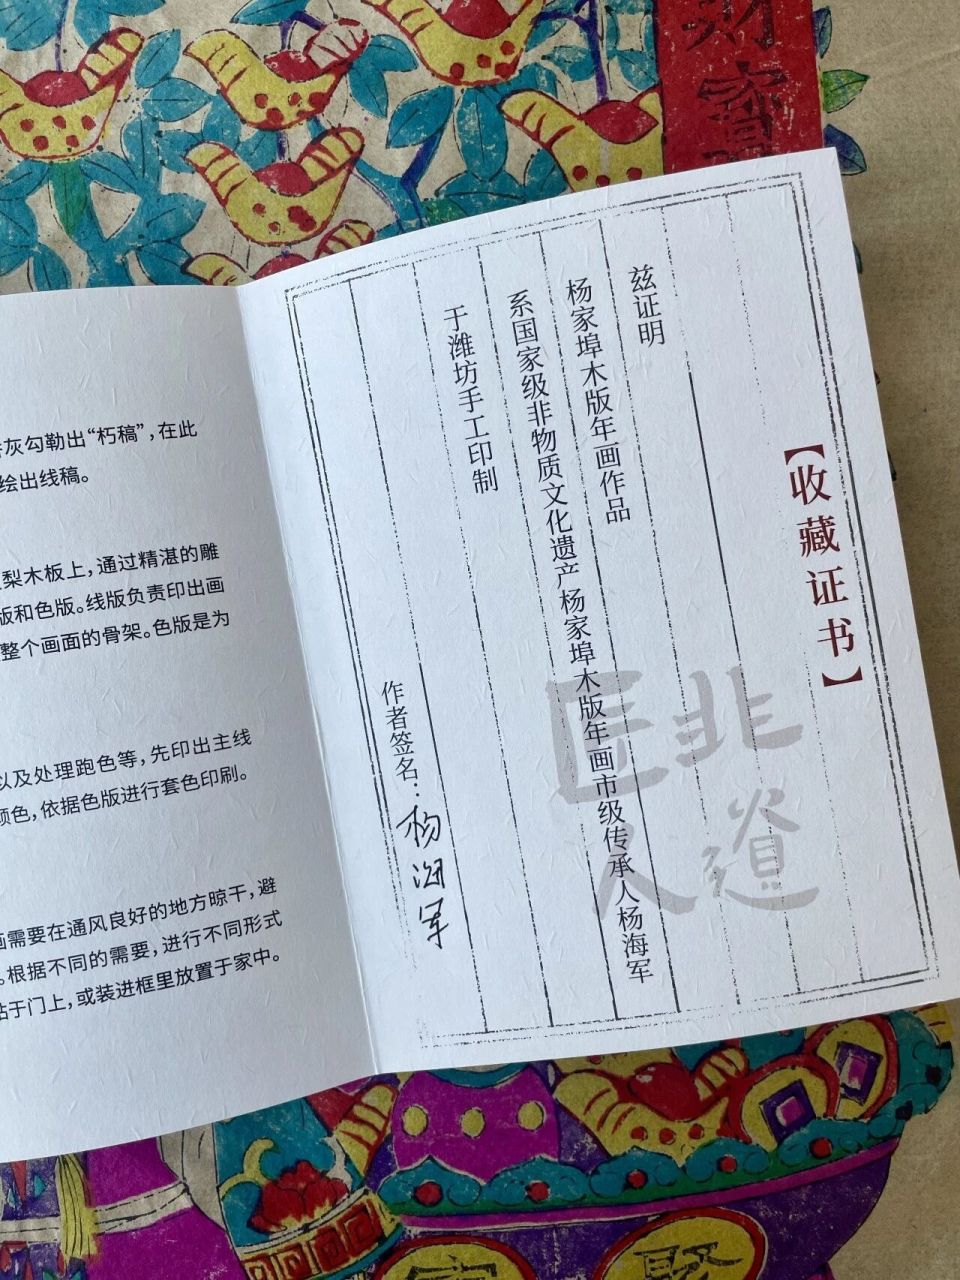 财
灰勾勒出“朽稿”，在此
绘出线稿。
梨木板上，通过精湛的雕
版和色版。线版负责印出画
整个画面的骨架。色版是为
以及处理跑色等，先印出主线
颜色，依据色版进行套色印刷。
画需要在通风良好的地方晾干，避
。根据不同的需要，进行不同形式
贴于门上，或装进框里放置于家中。
【收藏证书】
兹证明
杨家埠木版年画作品
系国家级非物质文化遗产杨家埠木版年画市级传承人杨海军
于潍坊手工印制
作者签名：杨海军
非道
匠人
聚